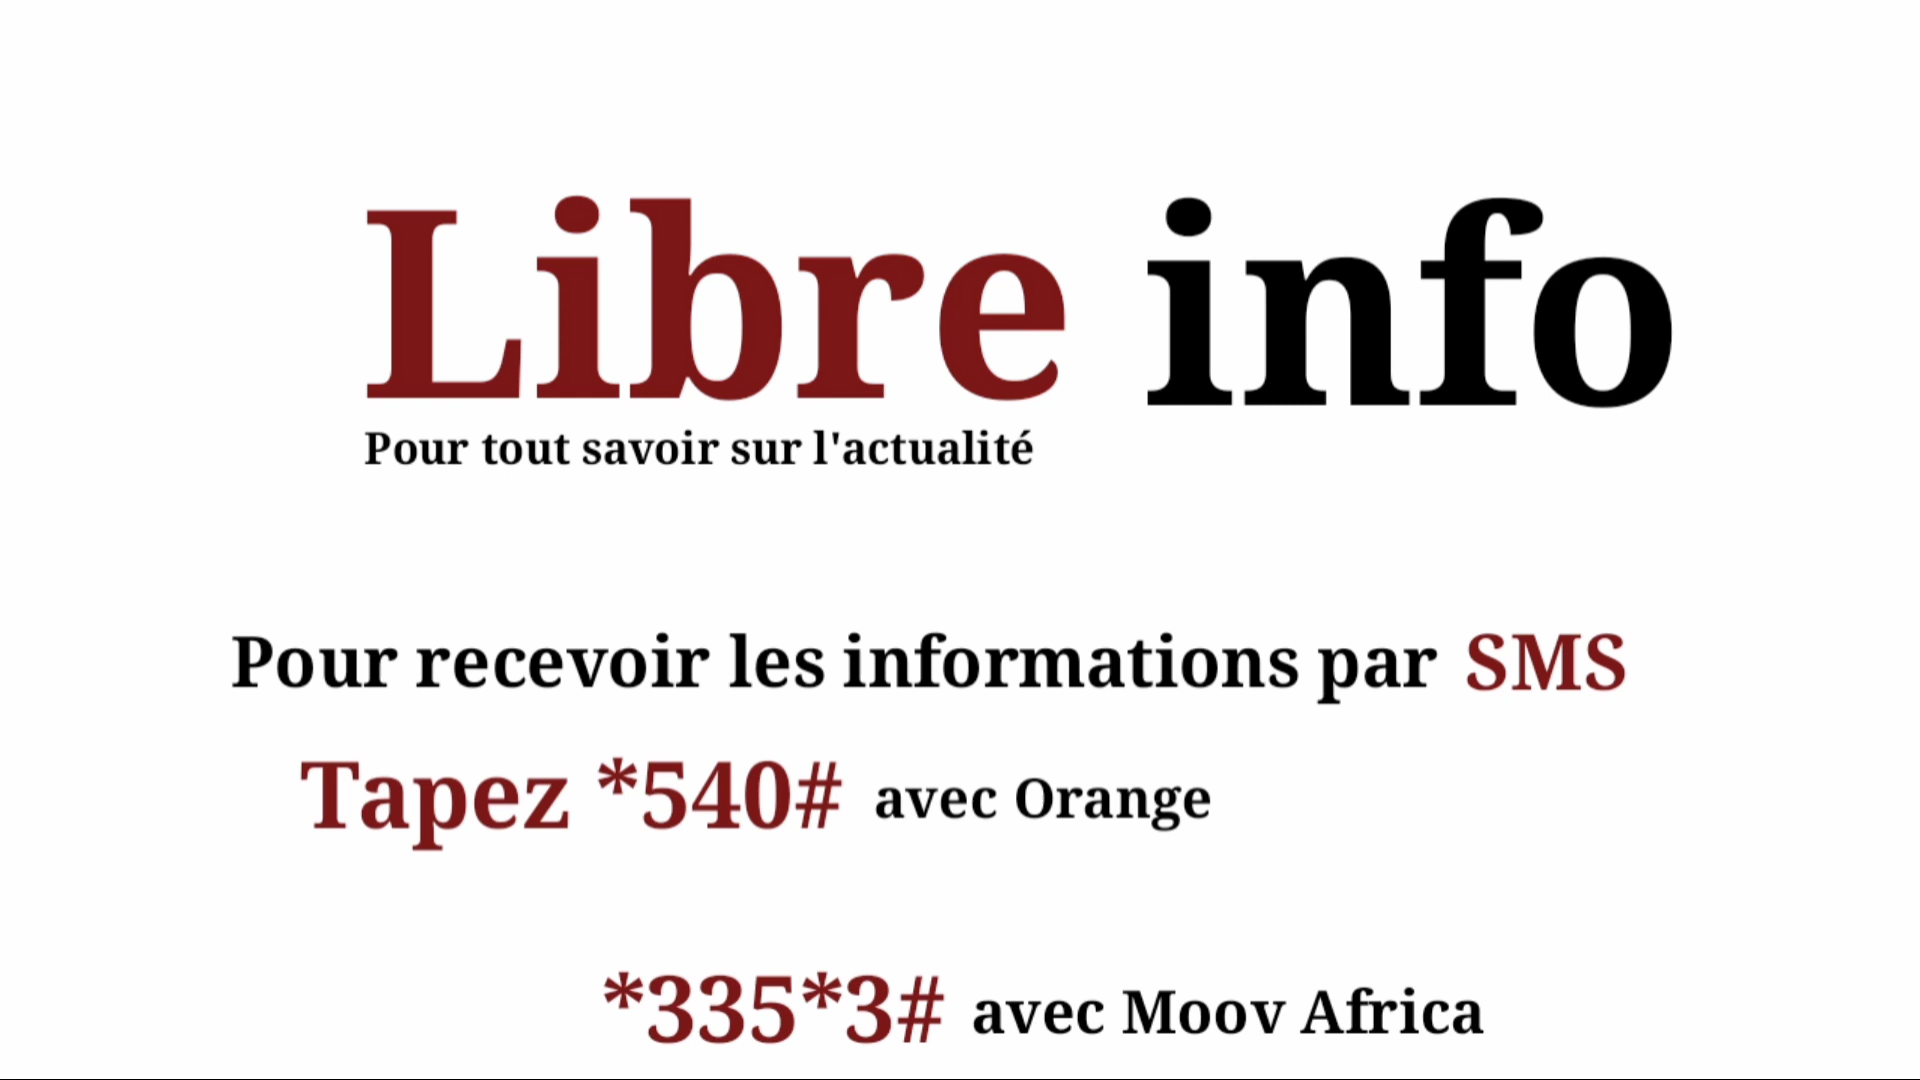 Libre info
Pour tout savoir sur l'actualité
Pour recevoir les informations par SMS
Tapez *540# avec Orange
*335*3# avec Moov Africa